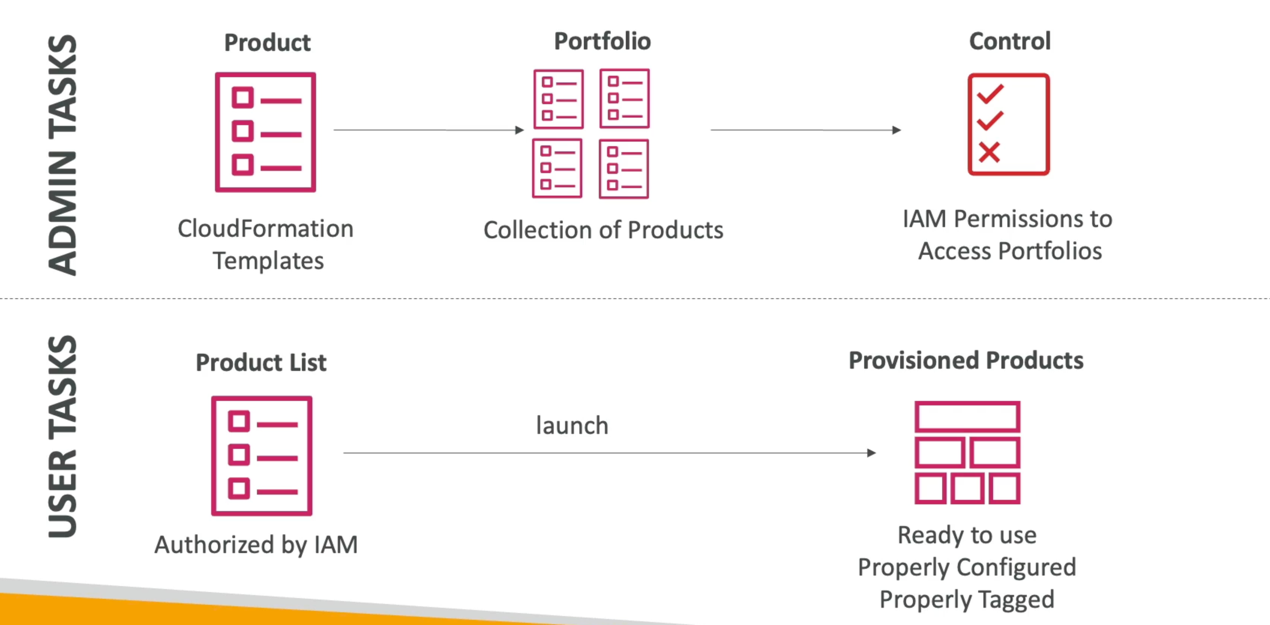 ADMIN TASKS
Product
CloudFormation
Templates
Portfolio
Collection of Products
Control
IAM Permissions to
Access Portfolios
USER TASKS
Product List
Authorized by IAM
launch
Provisioned Products
Ready to use
Properly Configured
Properly Tagged